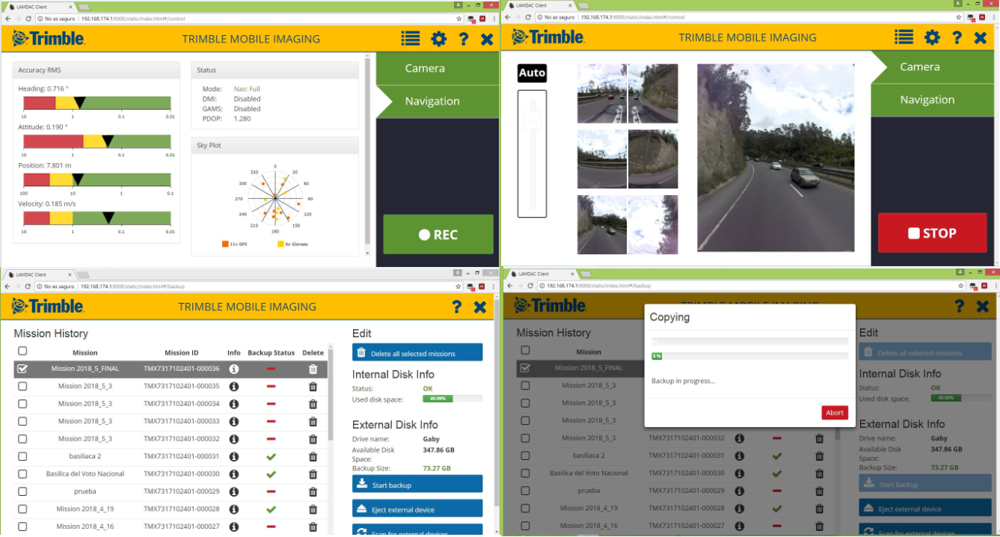 LAMDAC Client
No es seguro | 192.168.174.1:9000/static/index.html#/control
Trimble.
TRIMBLE MOBILE IMAGING
?
Accuracy RMS
Heading: 0.716 °
10 1 0.1 0.01
Attitude: 0.190 °
10 1 0.1 0.01
Position: 7.801 m
100 10 1 0.1
Velocity: 0.185 m/s
10 1 0.1 0.01
Status
Mode: Nav: Full
DMI: Disabled
GAMS: Disabled
PDOP: 1.280
Sky Plot
0
330 30
300 60
270 90
240 120
210 150
180
11x GPS 6x Glonass
Camera
Navigation
REC
LAMDAC Client
No es seguro | 192.168.174.1:9000/static/index.html#/control
Trimble.
TRIMBLE MOBILE IMAGING
?
Auto
Camera
Navigation
STOP
LAMDAC Client
No es seguro | 192.168.174.1:9000/static/index.html#/backup
Trimble.
TRIMBLE MOBILE IMAGING
?
Mission History
Mission Mission ID Info Backup Status Delete
Mission 2018_5_FINAL TMX7317102401-000036
Mission 2018_5_3 TMX7317102401-000035
Mission 2018_5_3 TMX7317102401-000034
Mission 2018_5_3 TMX7317102401-000033
Mission 2018_5_3 TMX7317102401-000032
basiliaca 2 TMX7317102401-000031
Basilica del Voto Nacional TMX7317102401-000030
prueba TMX7317102401-000029
Mission 2018_4_19 TMX7317102401-000028
Mission 2018_4_16 TMX7317102401-000027
Edit
Delete all selected missions
Internal Disk Info
Status: OK
Used disk space: 49.99%
External Disk Info
Drive name: Gaby
Available Disk Space: 347.86 GB
Backup Size: 73.27 GB
Start backup
Eject external device
Scan for external devices
LAMDAC Client
192.168.174.1:9000/static/index.html#/backup
Trimble.
?
Mission History
Mission
Mission 2018_5_FINAL
Mission 2018_5_3
Mission 2018_5_3
Mission 2018_5_3
Mission 2018_5_3 TMX7317102401-000032
basiliaca 2 TMX7317102401-000031
Basilica del Voto Nacional TMX7317102401-000030
prueba TMX7317102401-000029
Mission 2018_4_19 TMX7317102401-000028
Mission 2018_4_16 TMX7317102401-000027
Copying
5 %
Backup in progress...
Abort
Edit
Delete all selected missions
Internal Disk Info
Status: OK
Used disk space: 49.99%
External Disk Info
Drive name: Gaby
Available Disk Space: 347.86 GB
Backup Size: 73.27 GB
Start backup
Eject external device
Scan for external devices